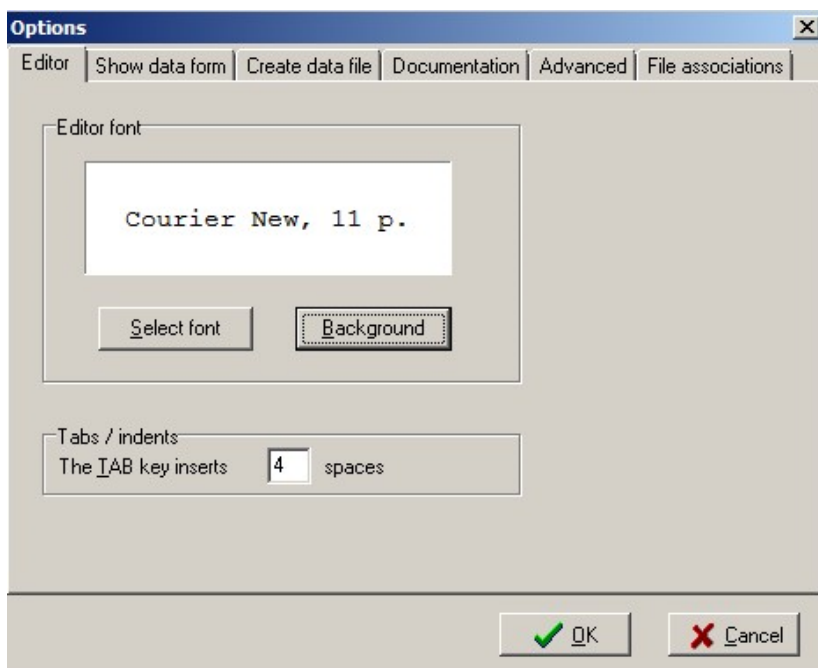 Options
Editor Show data form Create data file Documentation Advanced File associations
Editor font
Courier New, 11 p.
Select font Background
Tabs / indents
The TAB key inserts 4 spaces
OK Cancel